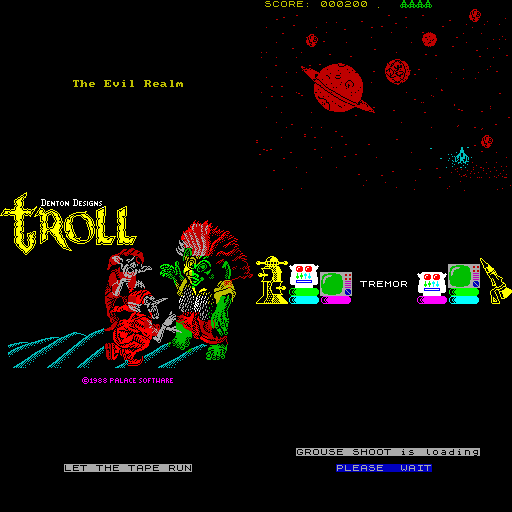 SCORE: 000200 .
The Evil Realm
DENTON DESIGNS
TROLL
TREMOR
©1988 PALACE SOFTWARE
GROUSE SHOOT is loading
LET THE TAPE RUN
PLEASE WAIT